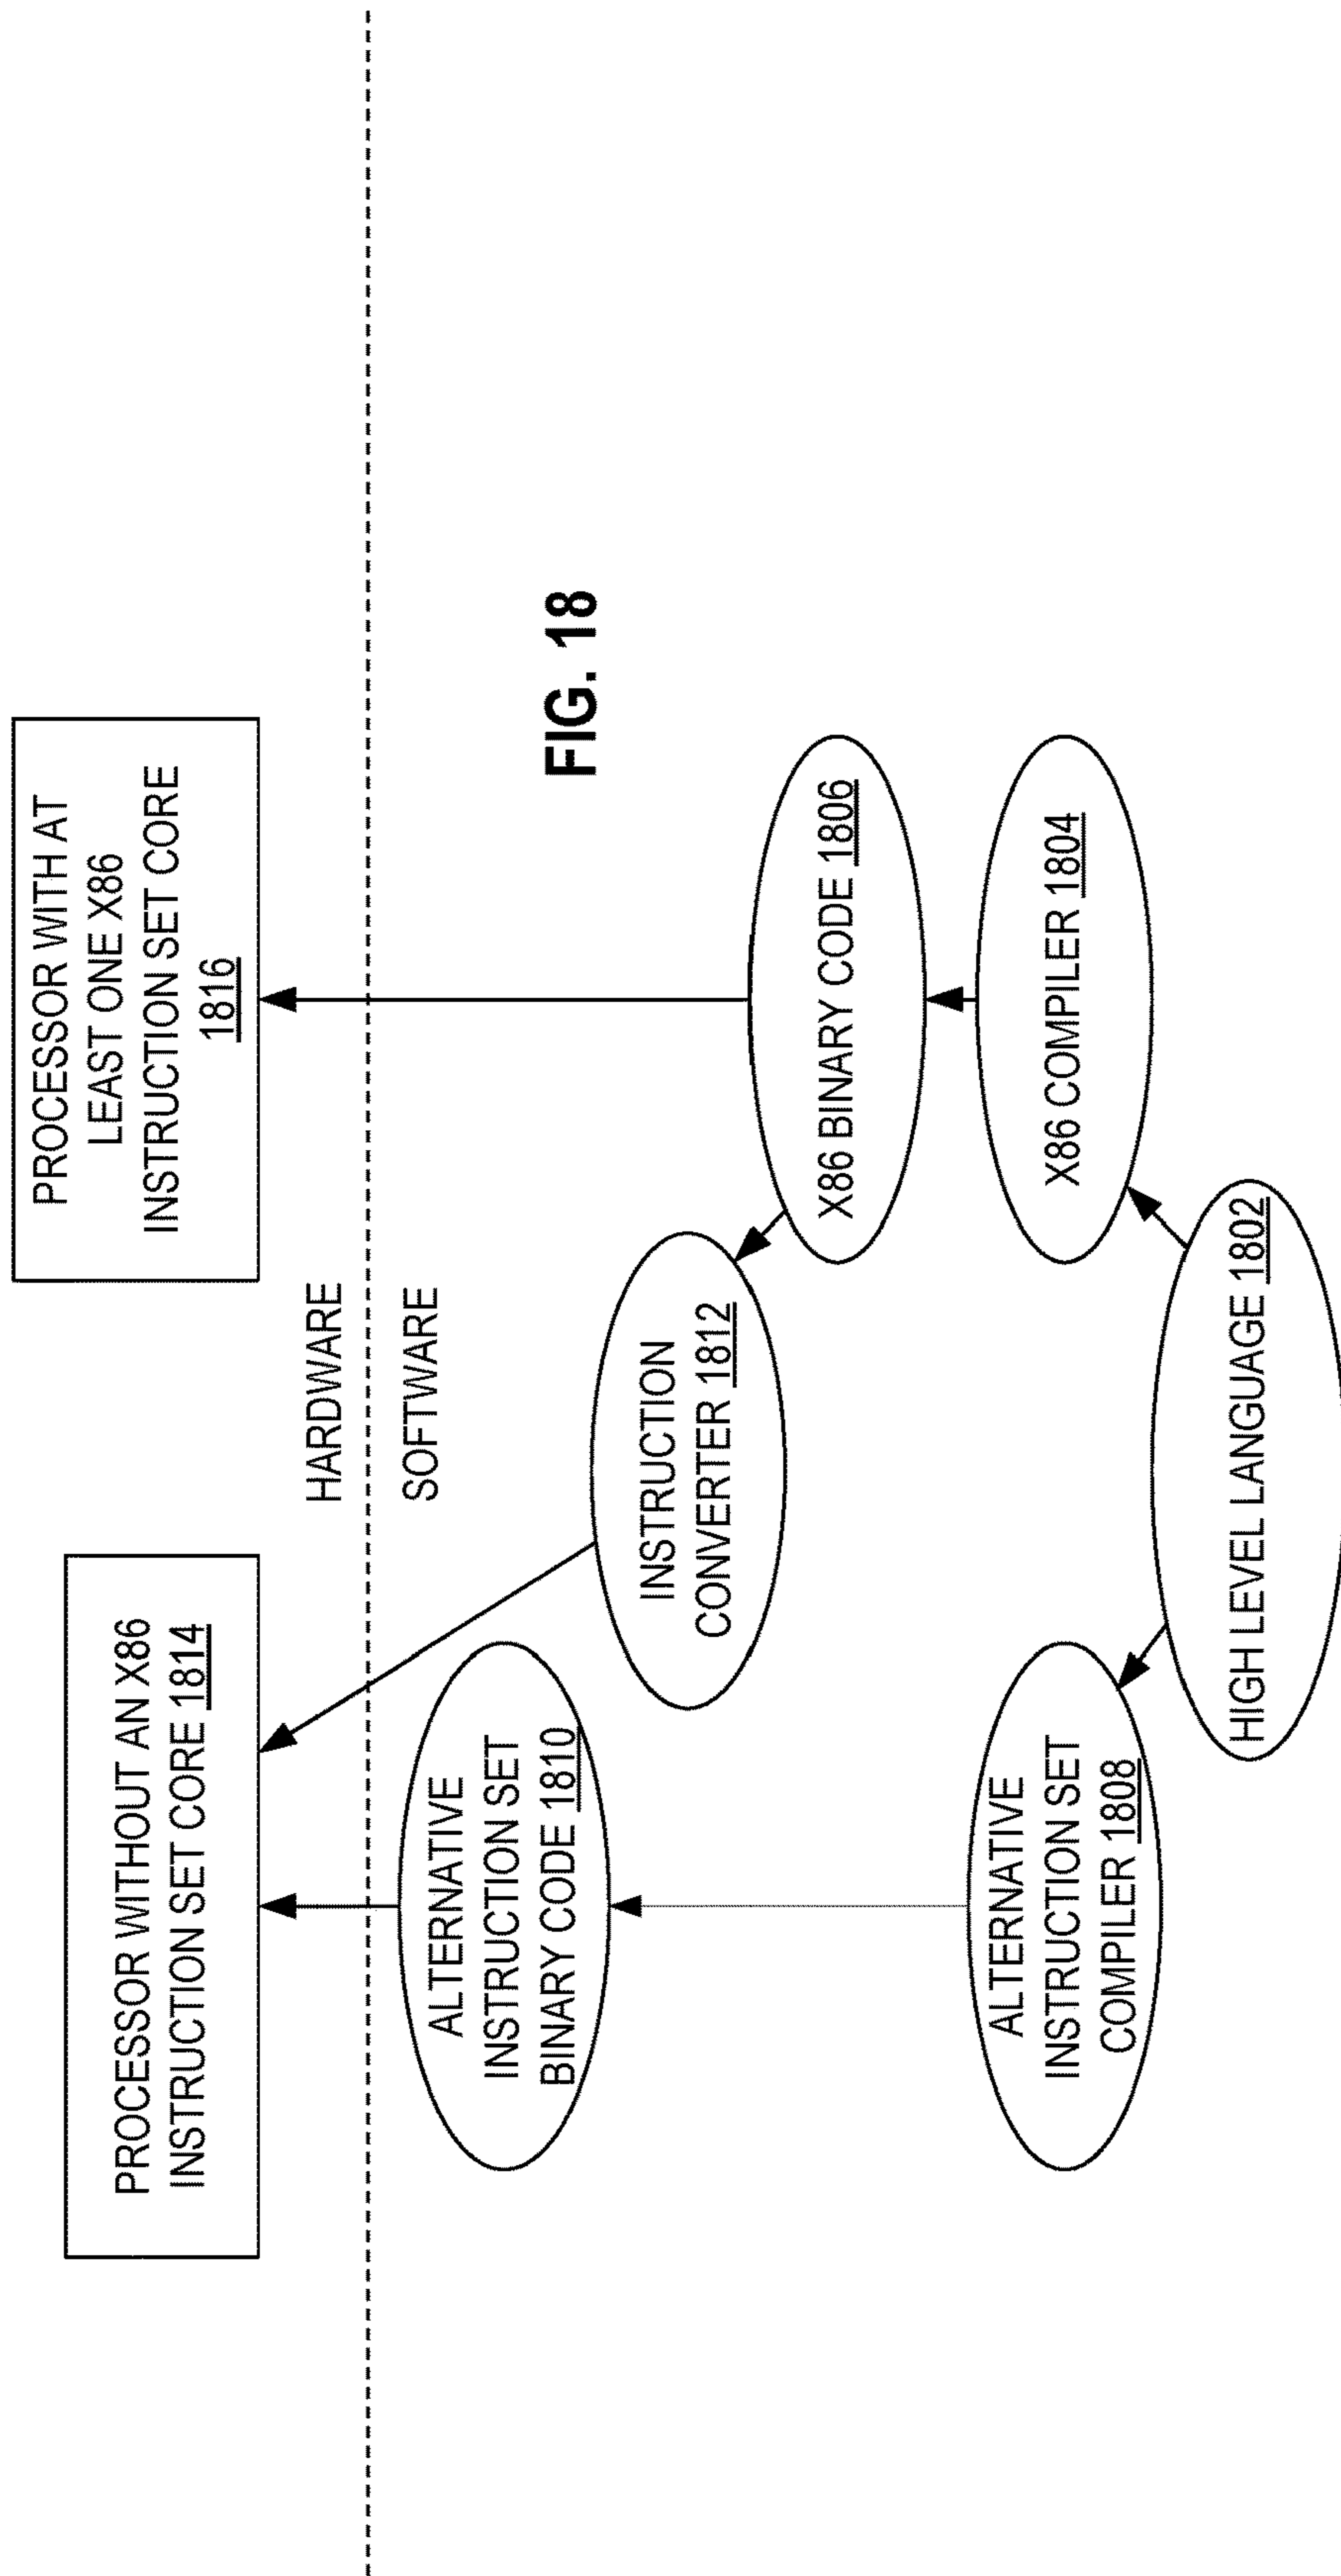 PROCESSOR WITHOUT AN X86
INSTRUCTION SET CORE 1814
PROCESSOR WITH AT
LEAST ONE X86
INSTRUCTION SET CORE
1816
HARDWARE
SOFTWARE
ALTERNATIVE
INSTRUCTION SET
BINARY CODE 1810
INSTRUCTION
CONVERTER 1812
FIG. 18
X86 BINARY CODE 1806
ALTERNATIVE
INSTRUCTION SET
COMPILER 1808
X86 COMPILER 1804
HIGH LEVEL LANGUAGE 1802